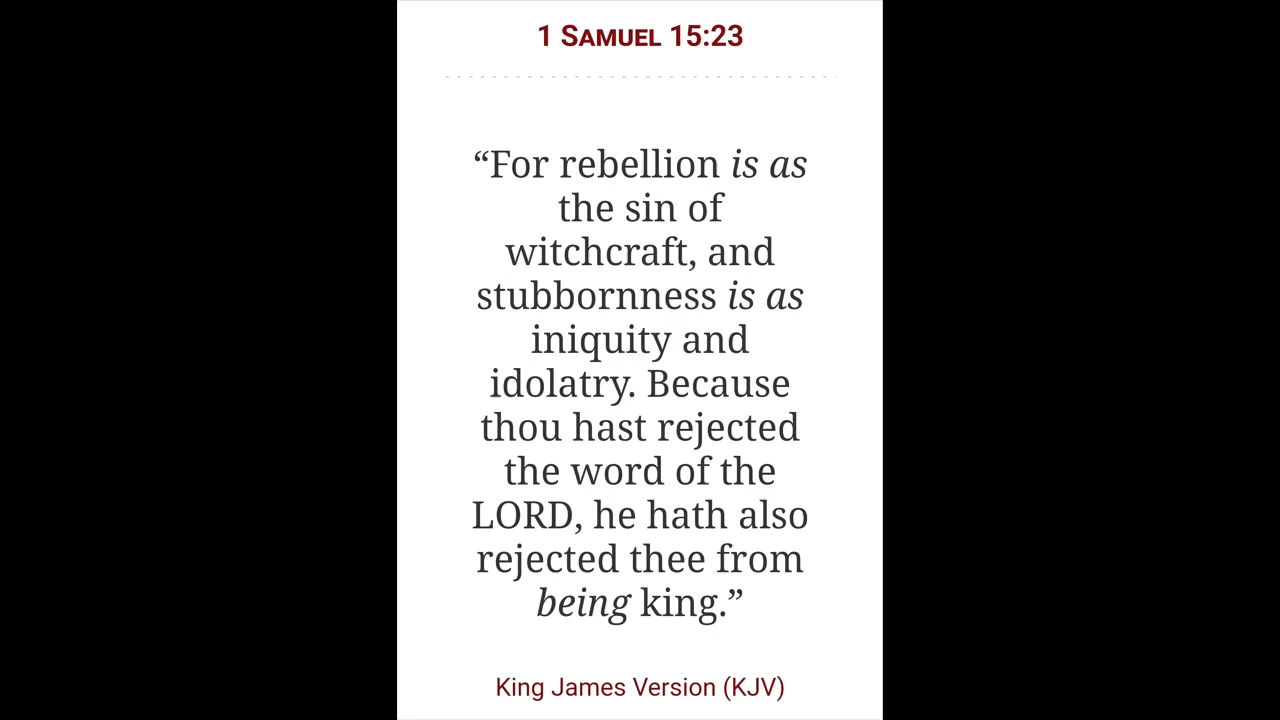 1 SAMUEL 15:23
“For rebellion is as
the sin of
witchcraft, and
stubbornness is as
iniquity and
idolatry. Because
thou hast rejected
the word of the
LORD, he hath also
rejected thee from
being king.”
King James Version (KJV)